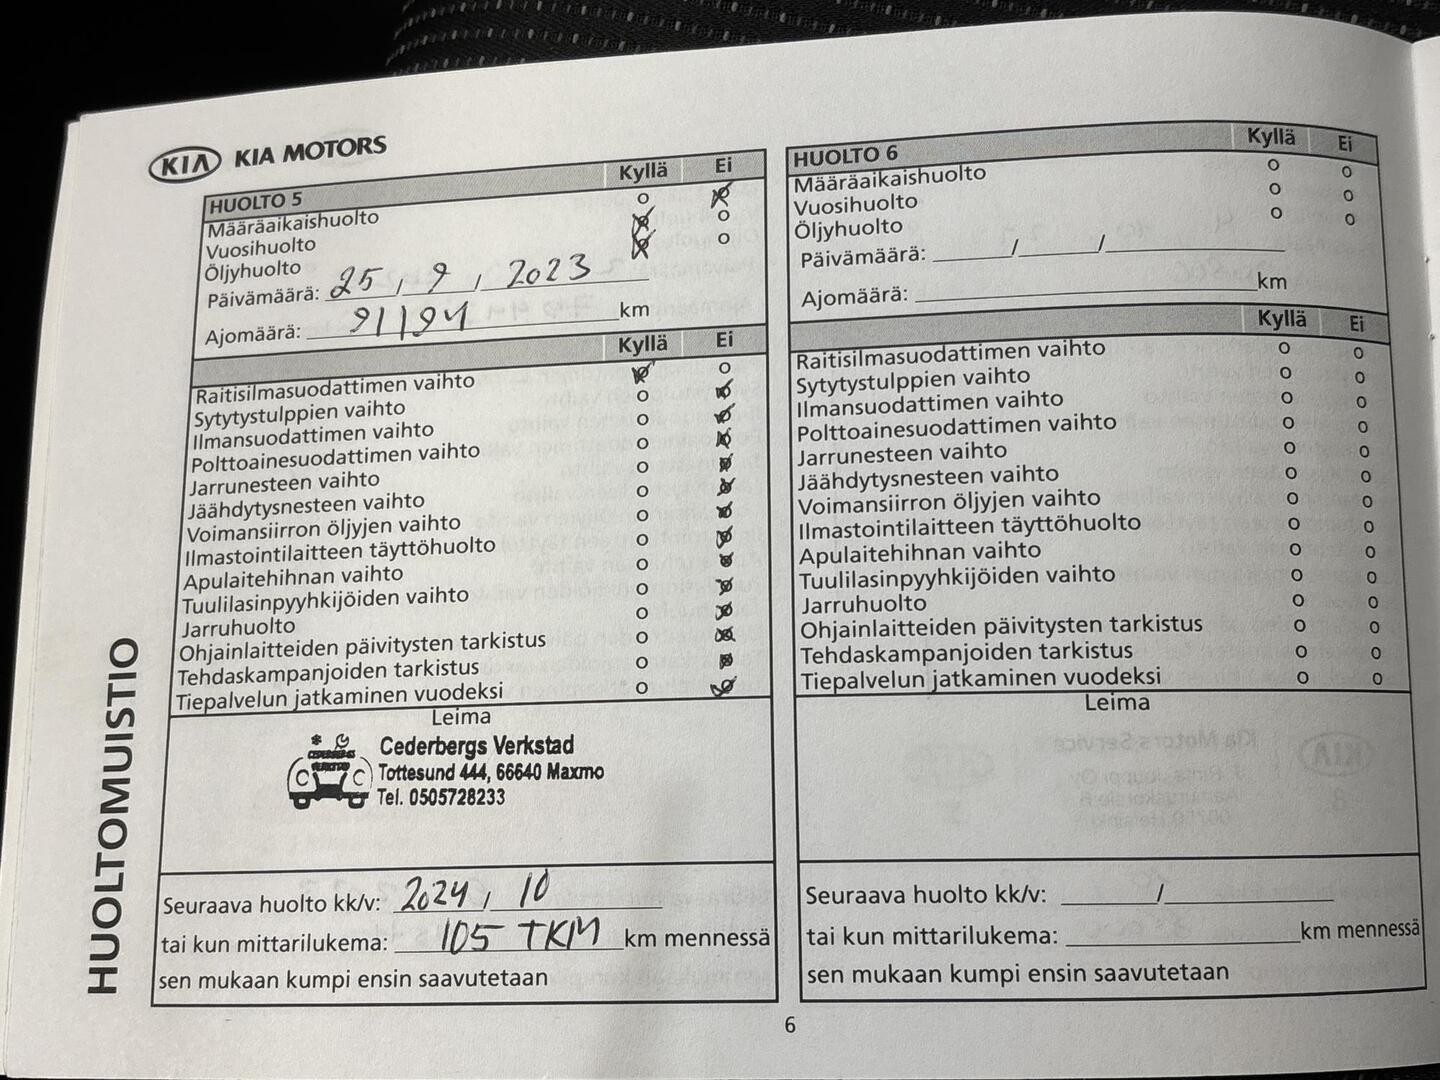 KIA KIA MOTORS
HUOLTO 5 Kyllä Ei
Määräaikaishuolto o o
Vuosihuolto o o
Öljyhuolto o o
Päivämäärä: 25 / 9 / 2023
Ajomäärä: 91194 km
Kyllä Ei
Raitisilmasuodattimen vaihto o o
Sytytystulppien vaihto o o
Ilmansuodattimen vaihto o o
Polttoainesuodattimen vaihto o o
Jarrunesteen vaihto o o
Jäähdytysnesteen vaihto o o
Voimansiirron öljyjen vaihto o o
Ilmastointilaitteen täyttöhuolto o o
Apulaitehihnan vaihto o o
Tuulilasinpyyhkijöiden vaihto o o
Jarruhuolto o o
Ohjainlaitteiden päivitysten tarkistus o o
Tehdaskampanjoiden tarkistus o o
Tiepalvelun jatkaminen vuodeksi o o
Leima
CEDERBERGS
VERKSTAD
C C
Cederbergs Verkstad
Tottesund 444, 66640 Maxmo
Tel. 0505728233
Seuraava huolto kk/v: 2024 / 10
tai kun mittarilukema: 105 TKM km mennessä
sen mukaan kumpi ensin saavutetaan
HUOLTO 6 Kyllä Ei
Määräaikaishuolto o o
Vuosihuolto o o
Öljyhuolto o o
Päivämäärä: / /
Ajomäärä: km
Kyllä Ei
Raitisilmasuodattimen vaihto o o
Sytytystulppien vaihto o o
Ilmansuodattimen vaihto o o
Polttoainesuodattimen vaihto o o
Jarrunesteen vaihto o o
Jäähdytysnesteen vaihto o o
Voimansiirron öljyjen vaihto o o
Ilmastointilaitteen täyttöhuolto o o
Apulaitehihnan vaihto o o
Tuulilasinpyyhkijöiden vaihto o o
Jarruhuolto o o
Ohjainlaitteiden päivitysten tarkistus o o
Tehdaskampanjoiden tarkistus o o
Tiepalvelun jatkaminen vuodeksi o o
Leima
Seuraava huolto kk/v: /
tai kun mittarilukema: km mennessä
sen mukaan kumpi ensin saavutetaan
HUOLTOMUISTIO
6